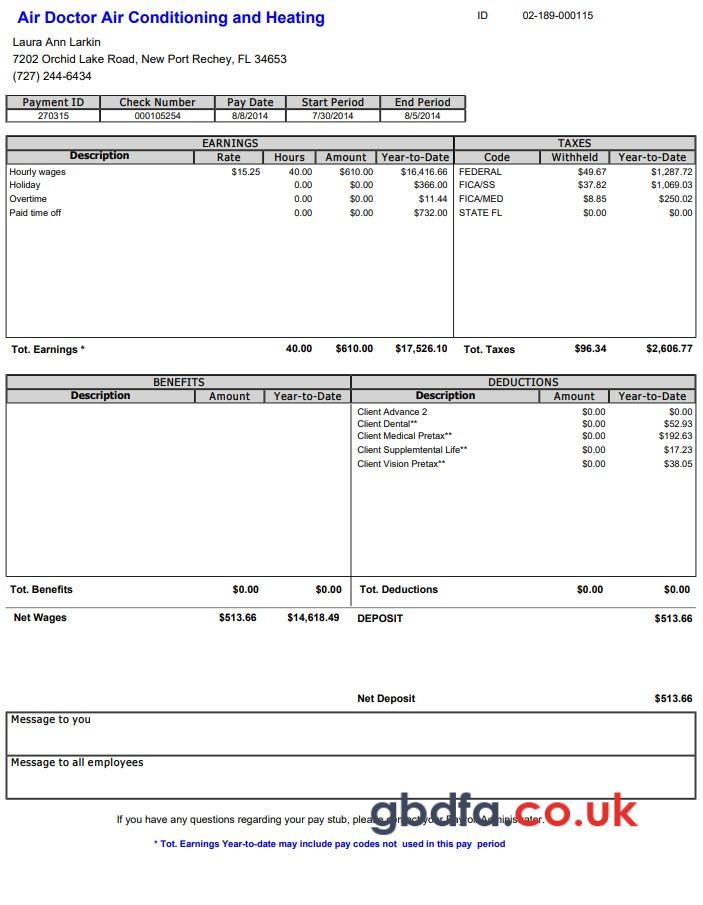 Air Doctor Air Conditioning and Heating ID 02-189-000115
Laura Ann Larkin
7202 Orchid Lake Road, New Port Rechey, FL 34653
(727) 244-6434
Payment ID Check Number Pay Date Start Period End Period
270315 000105254 8/8/2014 7/30/2014 8/5/2014
EARNINGS TAXES
Description Rate Hours Amount Year-to-Date Code Withheld Year-to-Date
Hourly wages $15.25 40.00 $610.00 $16,416.66 FEDERAL $49.67 $1,287.72
Holiday 0.00 $0.00 $366.00 FICA/SS $37.82 $1,069.03
Overtime 0.00 $0.00 $11.44 FICA/MED $8.85 $250.02
Paid time off 0.00 $0.00 $732.00 STATE FL $0.00 $0.00
Tot. Earnings * 40.00 $610.00 $17,526.10 Tot. Taxes $96.34 $2,606.77
BENEFITS DEDUCTIONS
Description Amount Year-to-Date Description Amount Year-to-Date
Client Advance 2 $0.00 $0.00
Client Dental** $0.00 $52.93
Client Medical Pretax** $0.00 $192.63
Client Supplemtental Life** $0.00 $17.23
Client Vision Pretax** $0.00 $38.05
Tot. Benefits $0.00 $0.00 Tot. Deductions $0.00 $0.00
Net Wages $513.66 $14,618.49 DEPOSIT $513.66
Net Deposit $513.66
Message to you
Message to all employees
gbdfa.co.uk
If you have any questions regarding your pay stub, please contact your Payroll Administrater.
* Tot. Earnings Year-to-date may include pay codes not used in this pay period